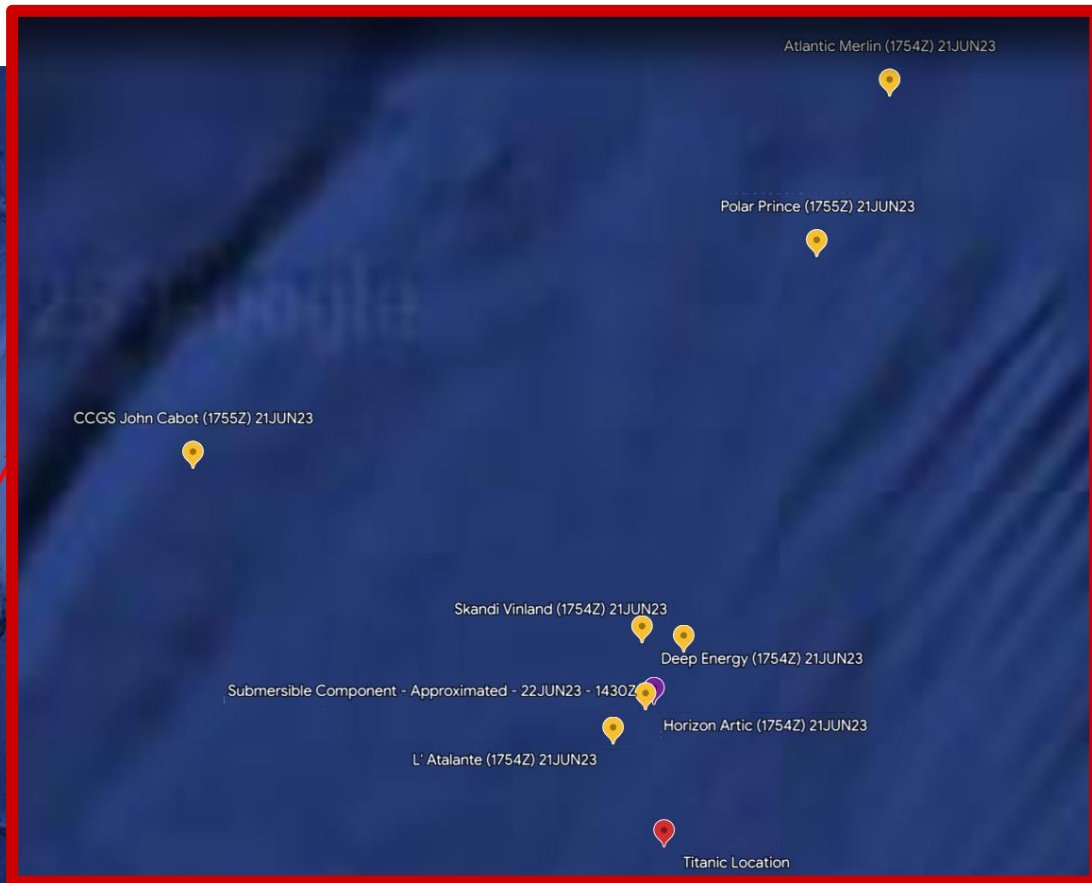 Atlantic Merlin (1754Z) 21JUN23
Polar Prince (1755Z) 21JUN23
CCGS John Cabot (1755Z) 21JUN23
Skandi Vinland (1754Z) 21JUN23
Deep Energy (1754Z) 21JUN23
Submersible Component - Approximated - 22JUN23 - 1430Z
Horizon Artic (1754Z) 21JUN23
L' Atalante (1754Z) 21JUN23
Titanic Location